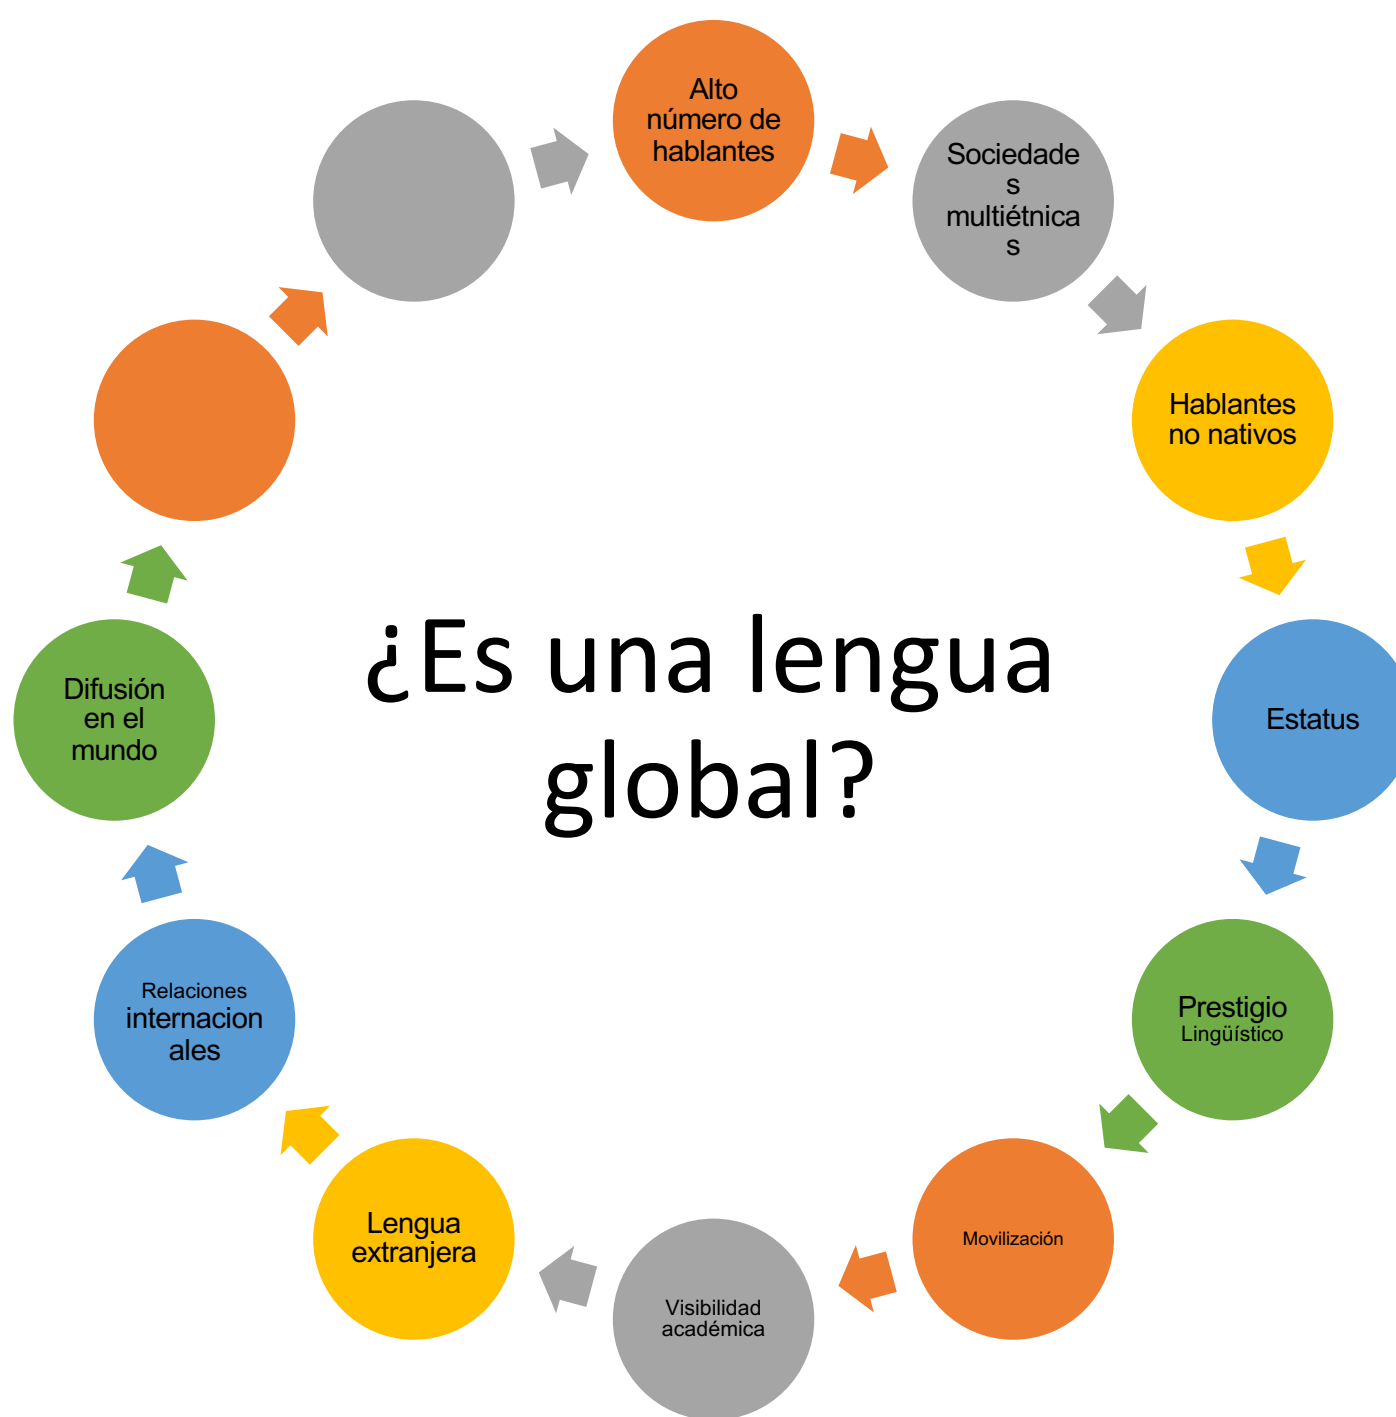 Alto
número de
hablantes
Sociedade
s
multiétnica
s
Hablantes
no nativos
Estatus
Prestigio
Lingüístico
Movilización
Visibilidad
académica
Lengua
extranjera
Relaciones
internacion
ales
Difusión
en el
mundo
¿Es una lengua
global?